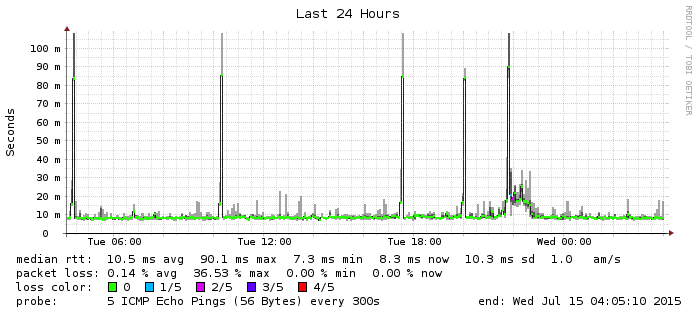 Last 24 Hours
RRDTOOL / TOBI OETIKER
Seconds
100 m
90 m
80 m
70 m
60 m
50 m
40 m
30 m
20 m
10 m
0
Tue 06:00 Tue 12:00 Tue 18:00 Wed 00:00
median rtt: 10.5 ms avg 90.1 ms max 7.3 ms min 8.3 ms now 10.3 ms sd 1.0 am/s
packet loss: 0.14 % avg 36.53 % max 0.00 % min 0.00 % now
loss color: 0 1/5 2/5 3/5 4/5
probe: 5 ICMP Echo Pings (56 Bytes) every 300s end: Wed Jul 15 04:05:10 2015